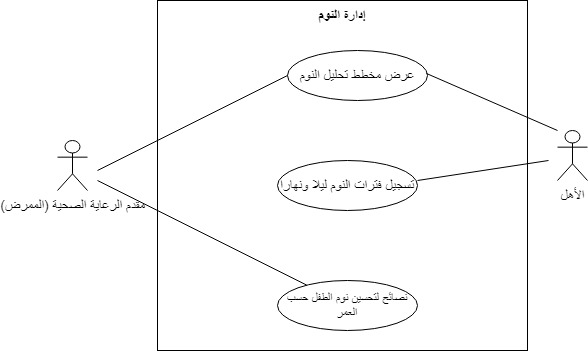 إدارة النوم
عرض مخطط تحليل النوم
تسجيل فترات النوم ليلا ونهارا
مقدم الرعاية الصحية (الممرض)
الأهل
نصائح لتحسين نوم الطفل حسب
العمر